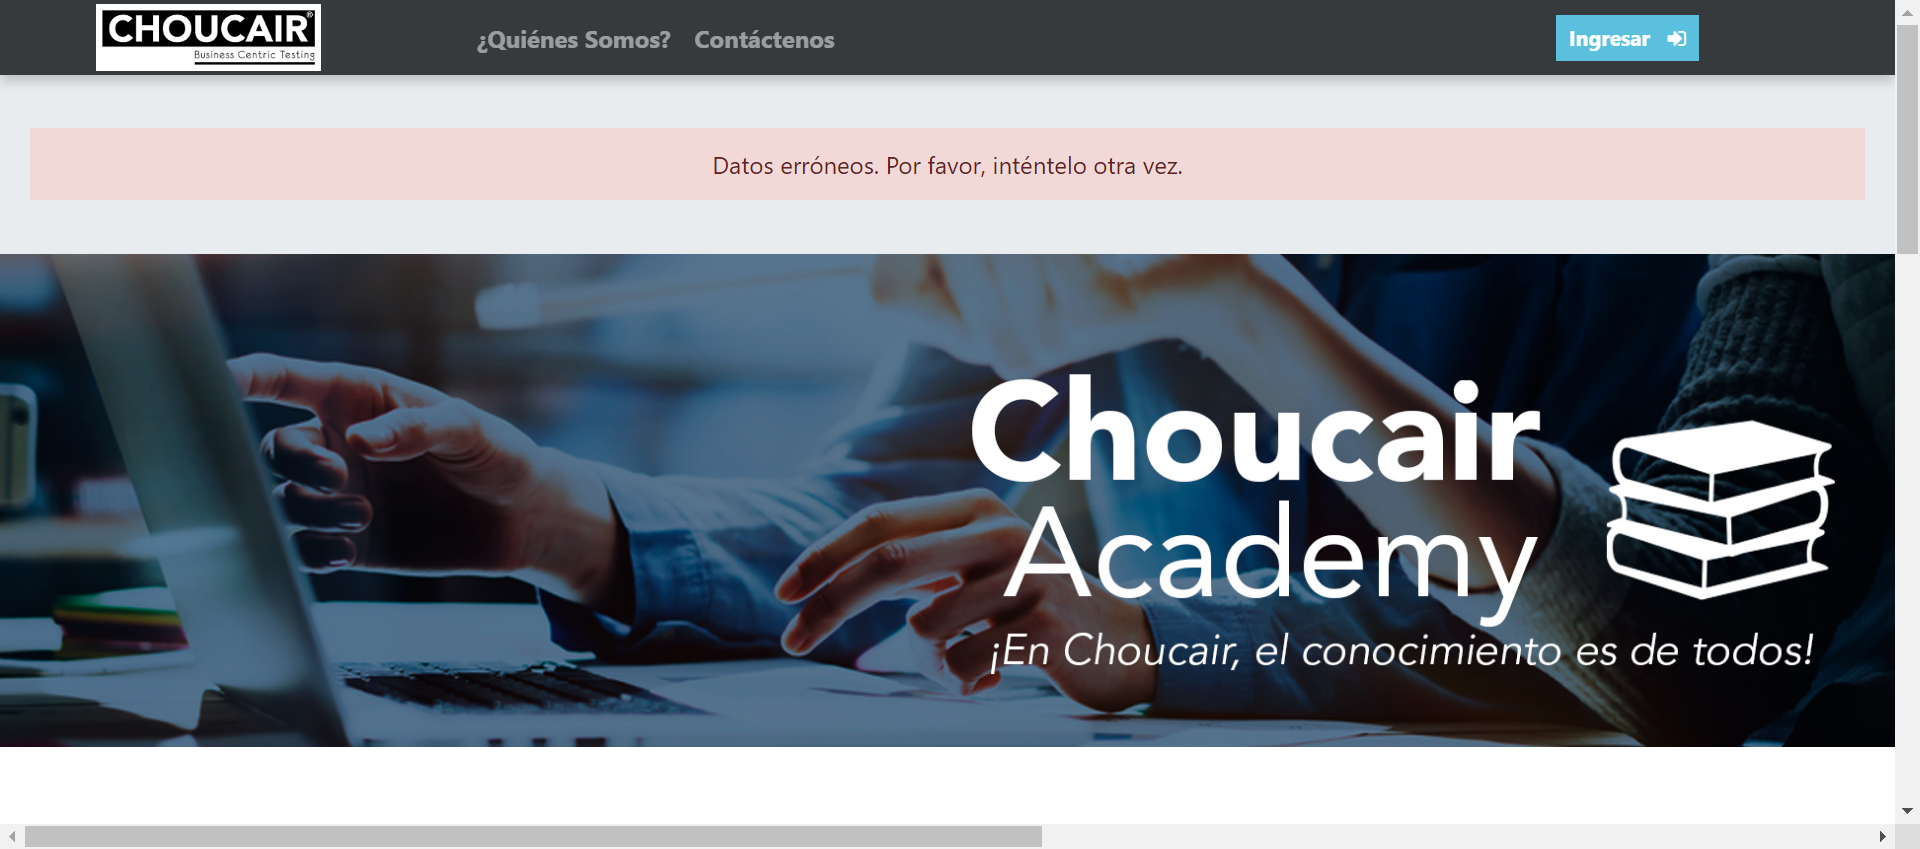 CHOUCAIR®
Business Centric Testing
¿Quiénes Somos? Contáctenos
Ingresar
Datos erróneos. Por favor, inténtelo otra vez.
Choucair
Academy
¡En Choucair, el conocimiento es de todos!